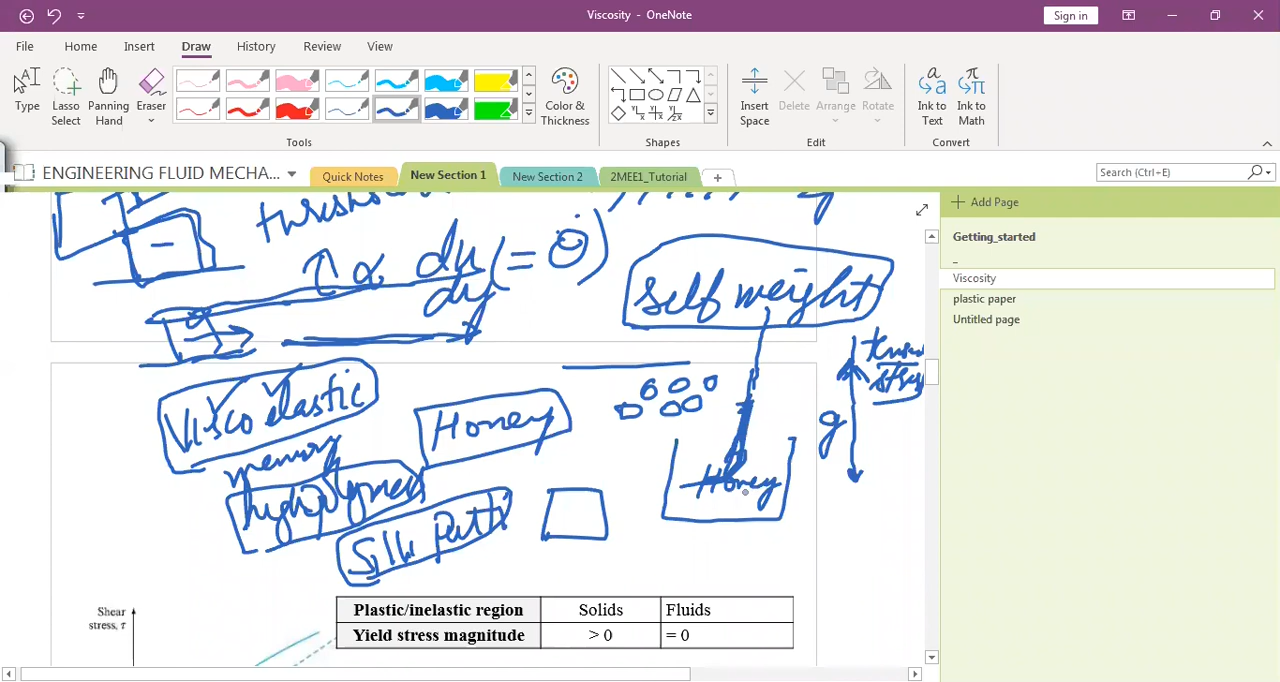 Viscosity - OneNote
Sign in
File Home Insert Draw History Review View
Type
Lasso Select
Panning Hand
Eraser
Color & Thickness
Insert Space
Delete
Arrange
Rotate
Ink to Text
Ink to Math
Tools
Shapes
Edit
Convert
ENGINEERING FLUID MECHA...
Quick Notes
New Section 1
New Section 2
2MEE1_Tutorial
Search (Ctrl+E)
Add Page
Getting_started
Viscosity
plastic paper
Untitled page
self weight
Visco elastic
Honey
memory
g
Honey
Shear
stress, τ
Plastic/inelastic region Solids Fluids
Yield stress magnitude > 0 = 0